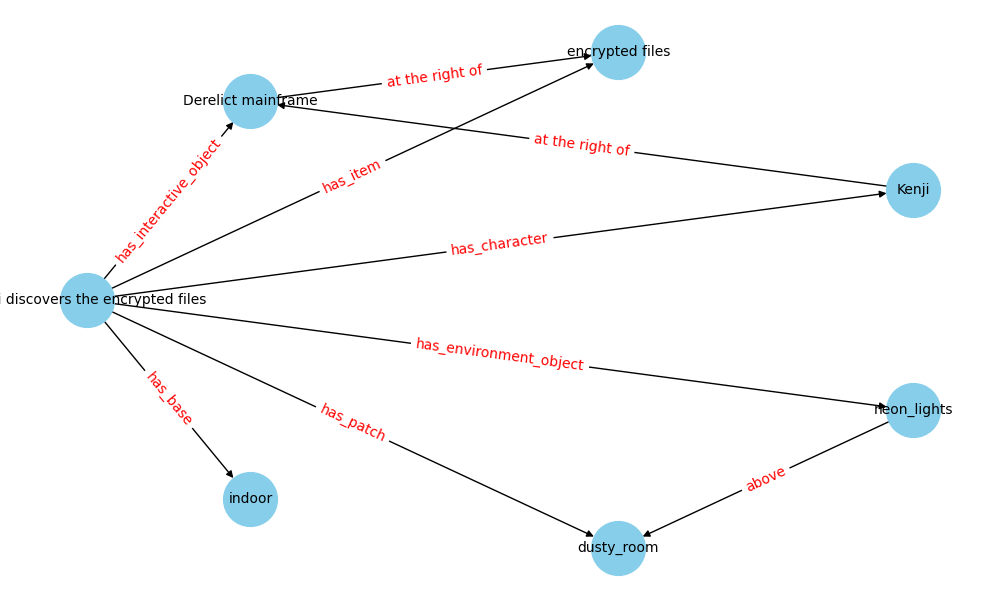 encrypted files
at the right of
Derelict mainframe
at the right of
has_item
Kenji
has_interactive_object
has_character
i discovers the encrypted files
has_environment_object
has_base
has_patch
neon_lights
above
indoor
dusty_room